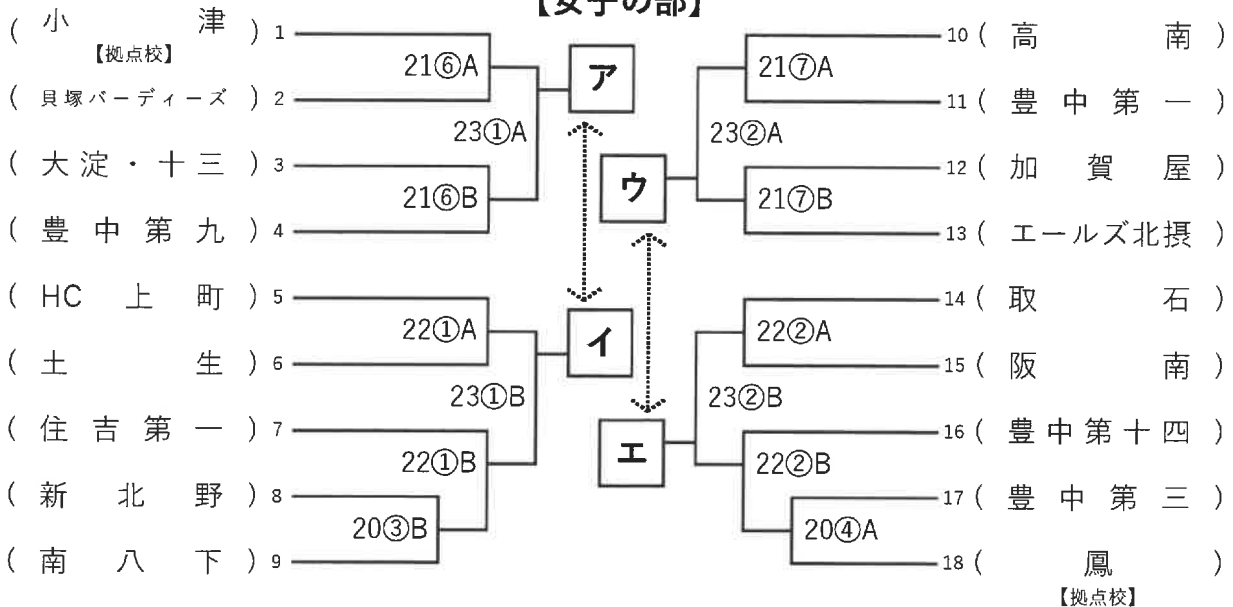 【女子の部】
( 小 津 ) 1
【拠点校】
21⑥A
( 貝塚バーディーズ ) 2
23①A
ア
( 大淀・十三 ) 3
21⑥B
( 豊中第九 ) 4
( HC 上町 ) 5
22①A
イ
( 土生 ) 6
23①B
( 住吉第一 ) 7
22①B
( 新北野 ) 8
20③B
( 南八下 ) 9
10 ( 高南 )
21⑦A
11 ( 豊中第一 )
23②A
ウ
12 ( 加賀屋 )
21⑦B
13 ( エールズ北摂 )
14 ( 取石 )
22②A
15 ( 阪南 )
23②B
エ
16 ( 豊中第十四 )
22②B
17 ( 豊中第三 )
20④A
18 ( 鳳 )
【拠点校】